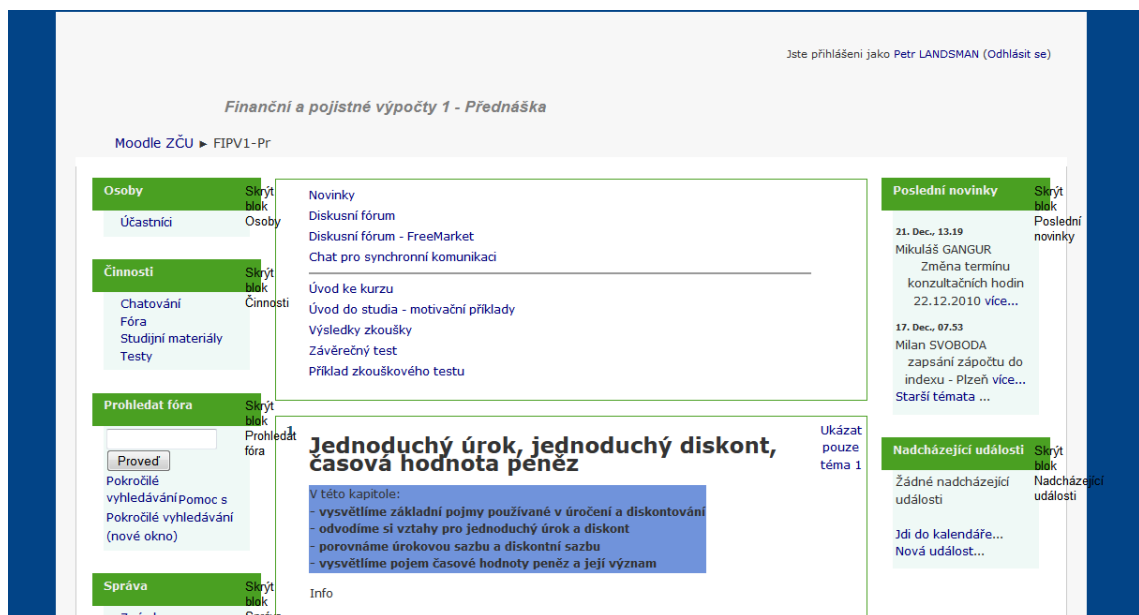 Jste přihlášeni jako Petr LANDSMAN (Odhlásit se)
Finanční a pojistné výpočty 1 - Přednáška
Moodle ZČU ► FIPV1-Pr
Osoby
Skrýt
blok
Osoby
Účastníci
Činnosti
Skrýt
blok
Činnosti
Chatování
Fóra
Studijní materiály
Testy
Prohledat fóra
Skrýt
blok
Prohledat
fóra
Proveď
Pokročilé
vyhledáváníPomoc s
Pokročilé vyhledávání
(nové okno)
Správa
Skrýt
blok
Novinky
Diskusní fórum
Diskusní fórum - FreeMarket
Chat pro synchronní komunikaci
Úvod ke kurzu
Úvod do studia - motivační příklady
Výsledky zkoušky
Závěrečný test
Příklad zkouškového testu
1
Jednoduchý úrok, jednoduchý diskont,
časová hodnota peněz
Ukázat
pouze
téma 1
V této kapitole:
- vysvětlíme základní pojmy používané v úročení a diskontování
- odvodíme si vztahy pro jednoduchý úrok a diskont
- porovnáme úrokovou sazbu a diskontní sazbu
- vysvětlíme pojem časové hodnoty peněz a její význam
Info
Poslední novinky
Skrýt
blok
Poslední
novinky
21. Dec., 13.19
Mikuláš GANGUR
Změna termínu
konzultačních hodin
22.12.2010 více...
17. Dec., 07.53
Milan SVOBODA
zapsání zápočtu do
indexu - Plzeň více...
Starší témata ...
Nadcházející události
Skrýt
blok
Nadcházející
události
Žádné nadcházející
události
Jdi do kalendáře...
Nová událost...